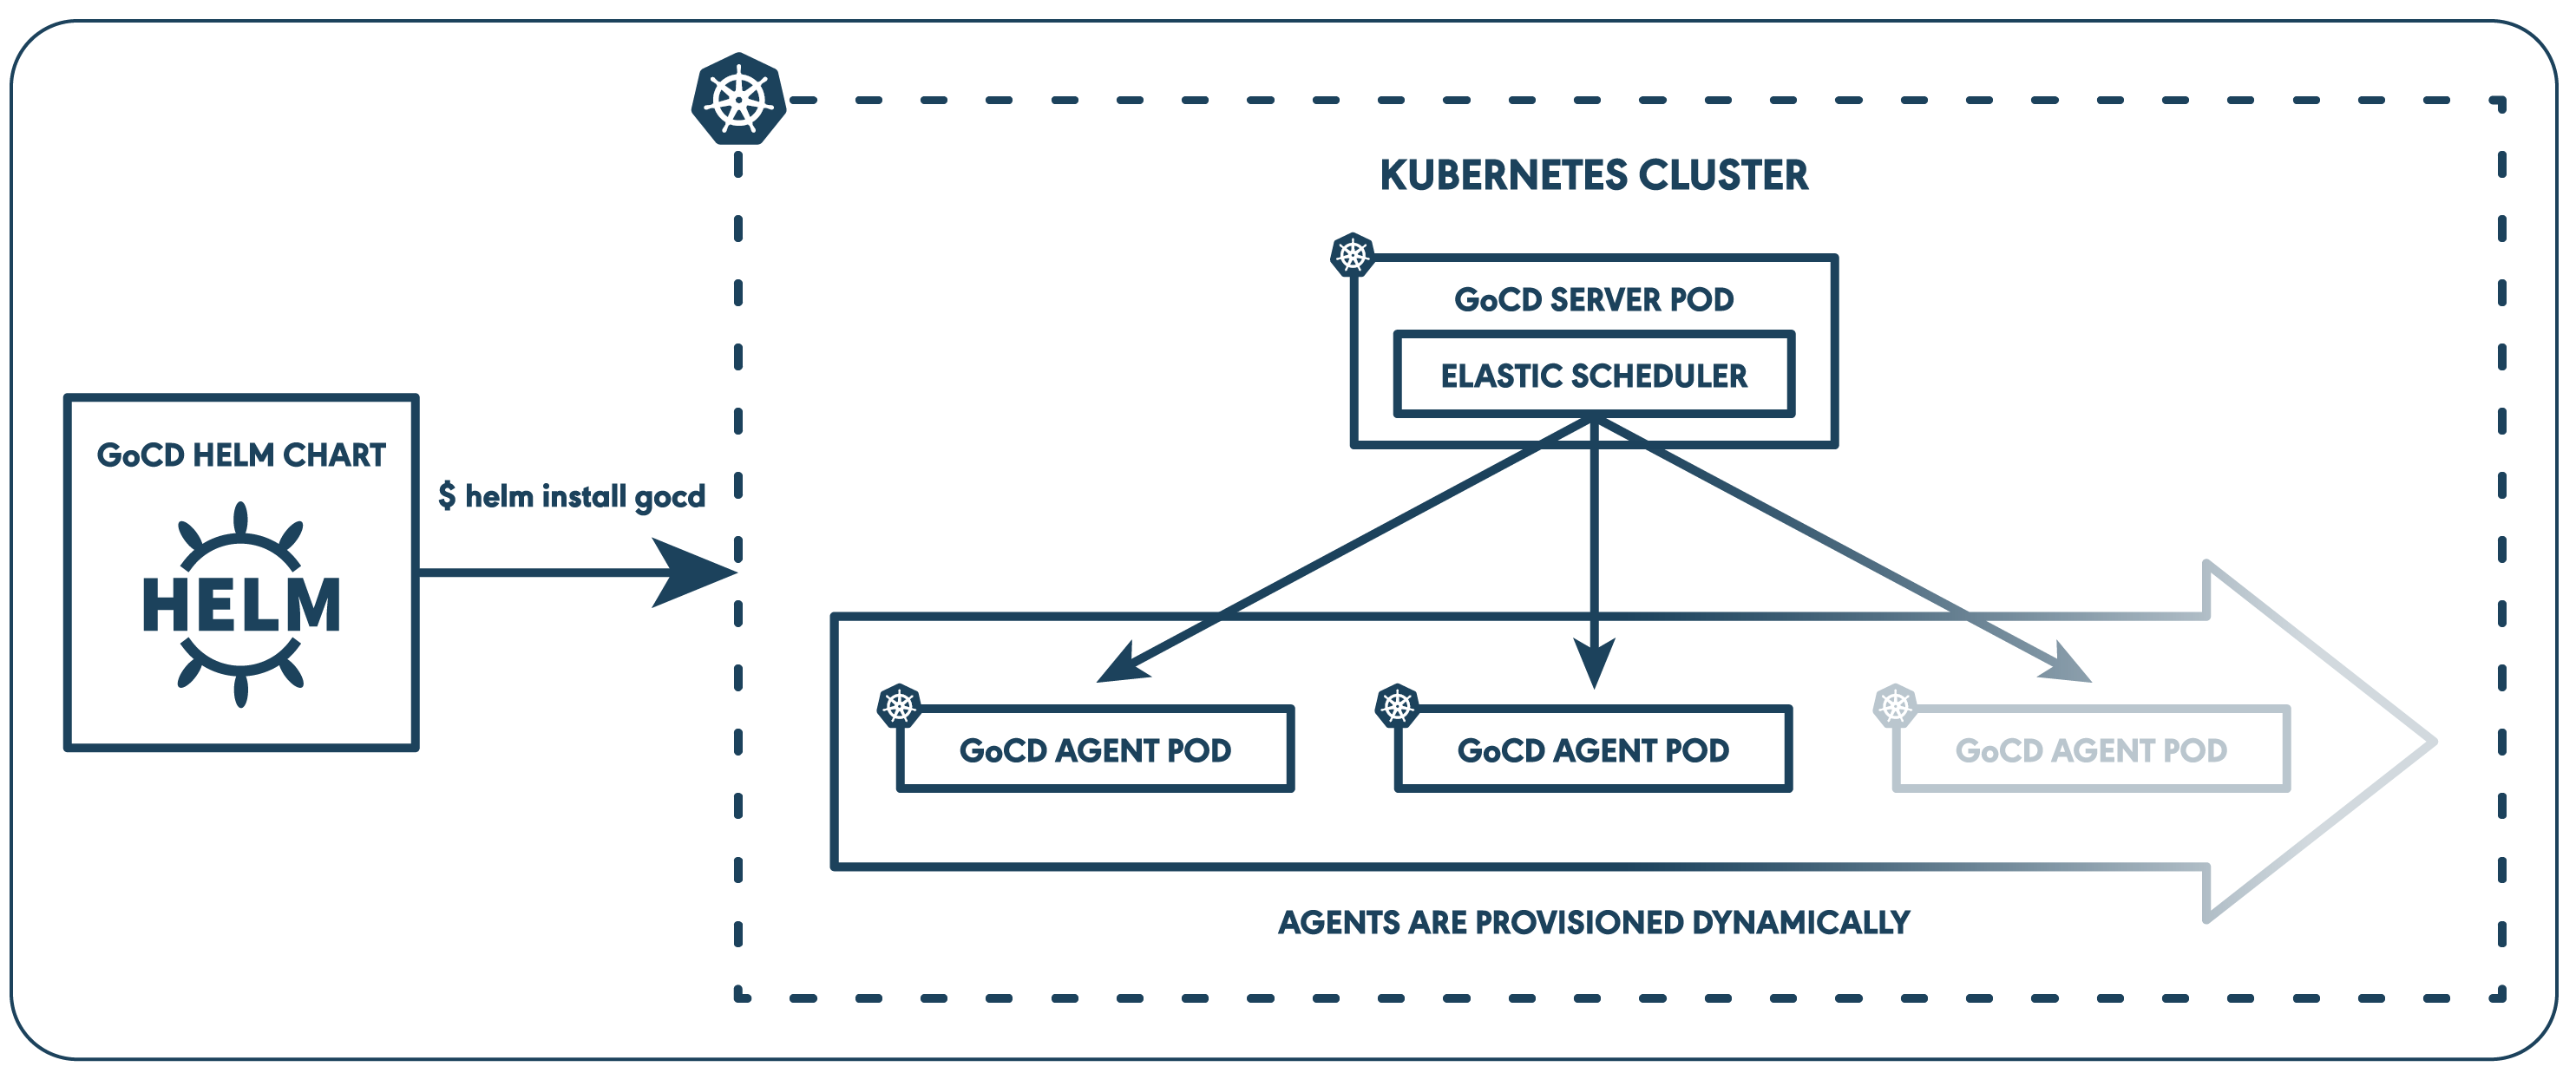 KUBERNETES CLUSTER
GoCD SERVER POD
ELASTIC SCHEDULER
GoCD HELM CHART
$ helm install gocd
HELM
GoCD AGENT POD
GoCD AGENT POD
GoCD AGENT POD
AGENTS ARE PROVISIONED DYNAMICALLY